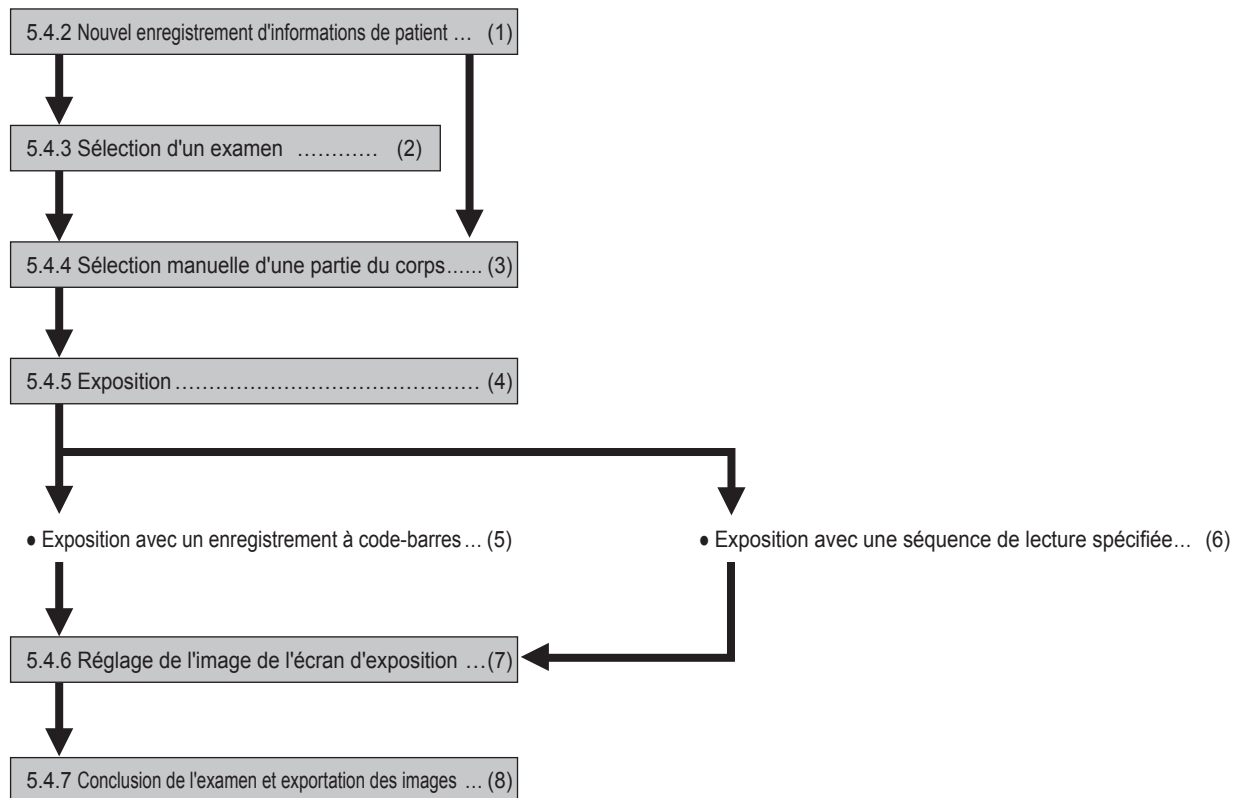 5.4.2 Nouvel enregistrement d'informations de patient … (1)
5.4.3 Sélection d'un examen ………… (2)
5.4.4 Sélection manuelle d'une partie du corps…… (3)
5.4.5 Exposition……………………………………… (4)
• Exposition avec un enregistrement à code-barres… (5)
• Exposition avec une séquence de lecture spécifiée… (6)
5.4.6 Réglage de l'image de l'écran d'exposition …(7)
5.4.7 Conclusion de l'examen et exportation des images … (8)